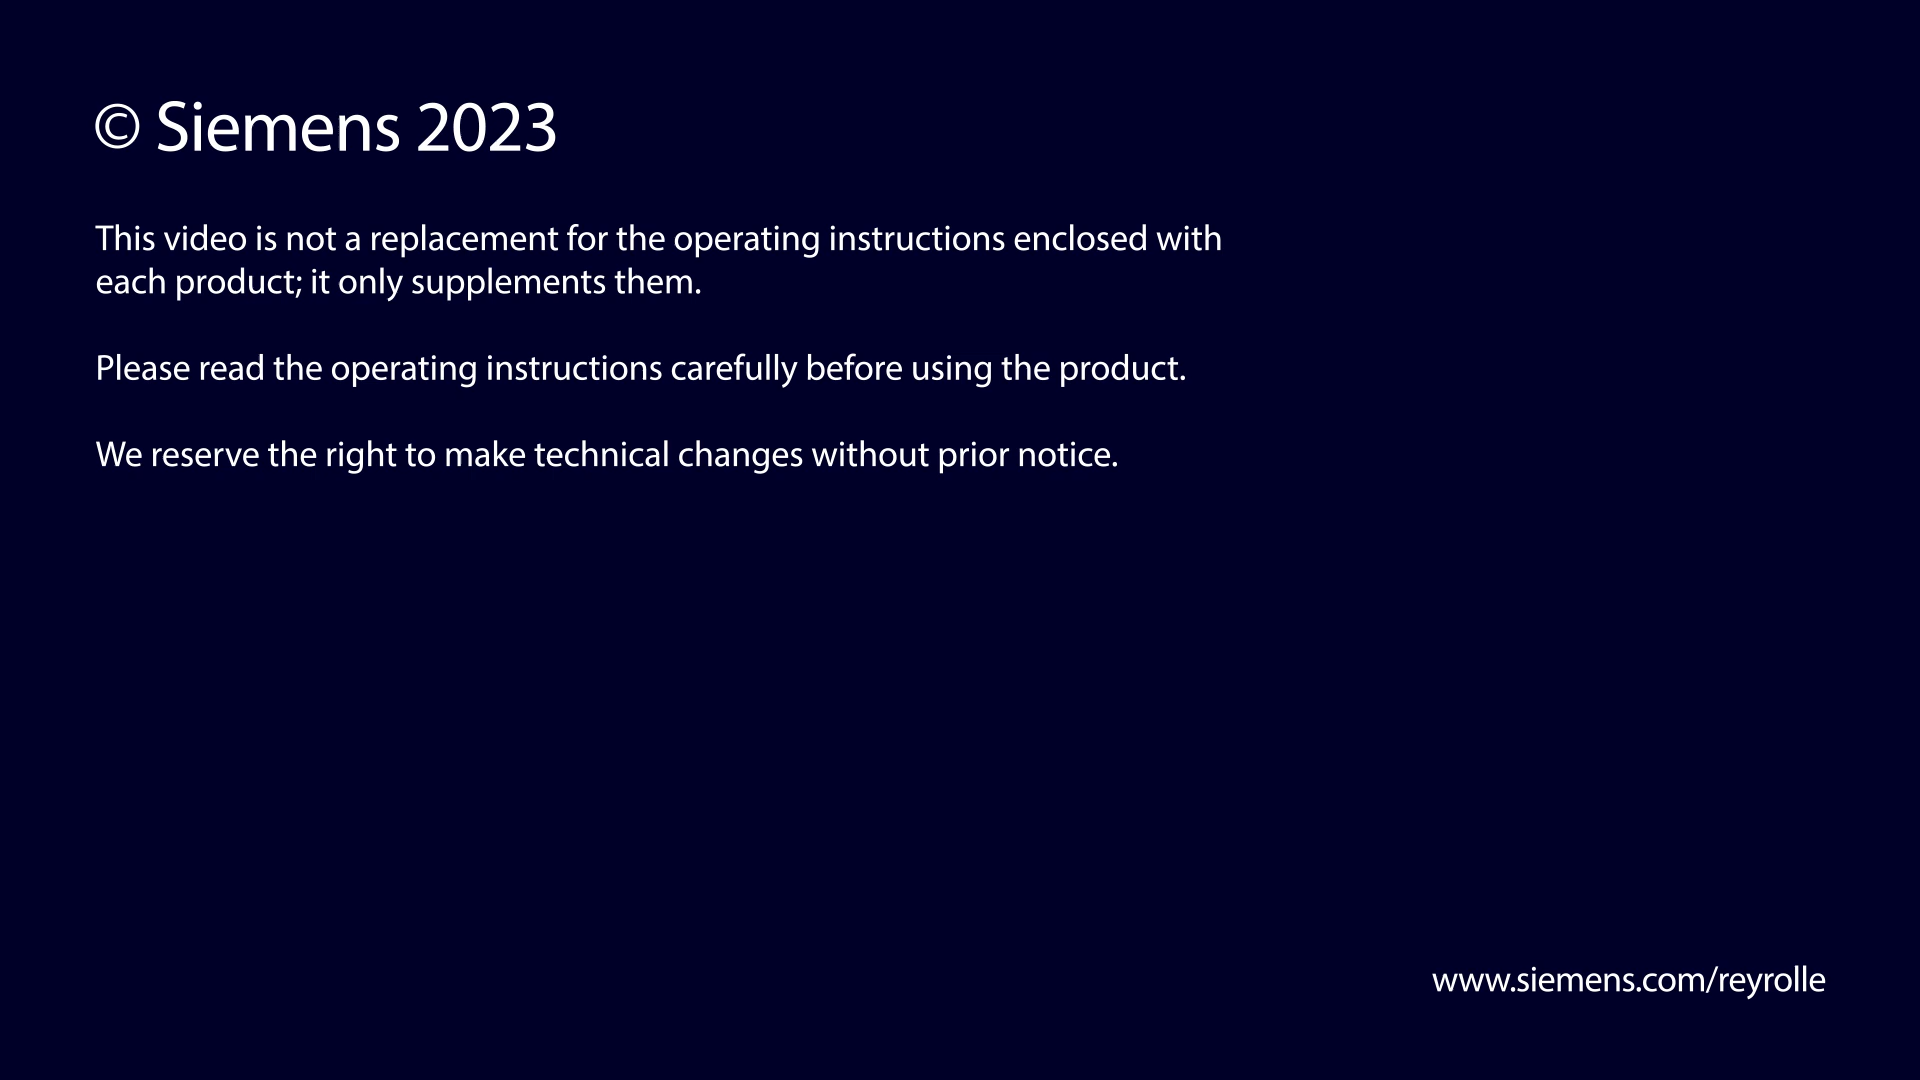 © Siemens 2023
This video is not a replacement for the operating instructions enclosed with
each product; it only supplements them.
Please read the operating instructions carefully before using the product.
We reserve the right to make technical changes without prior notice.
www.siemens.com/reyrolle